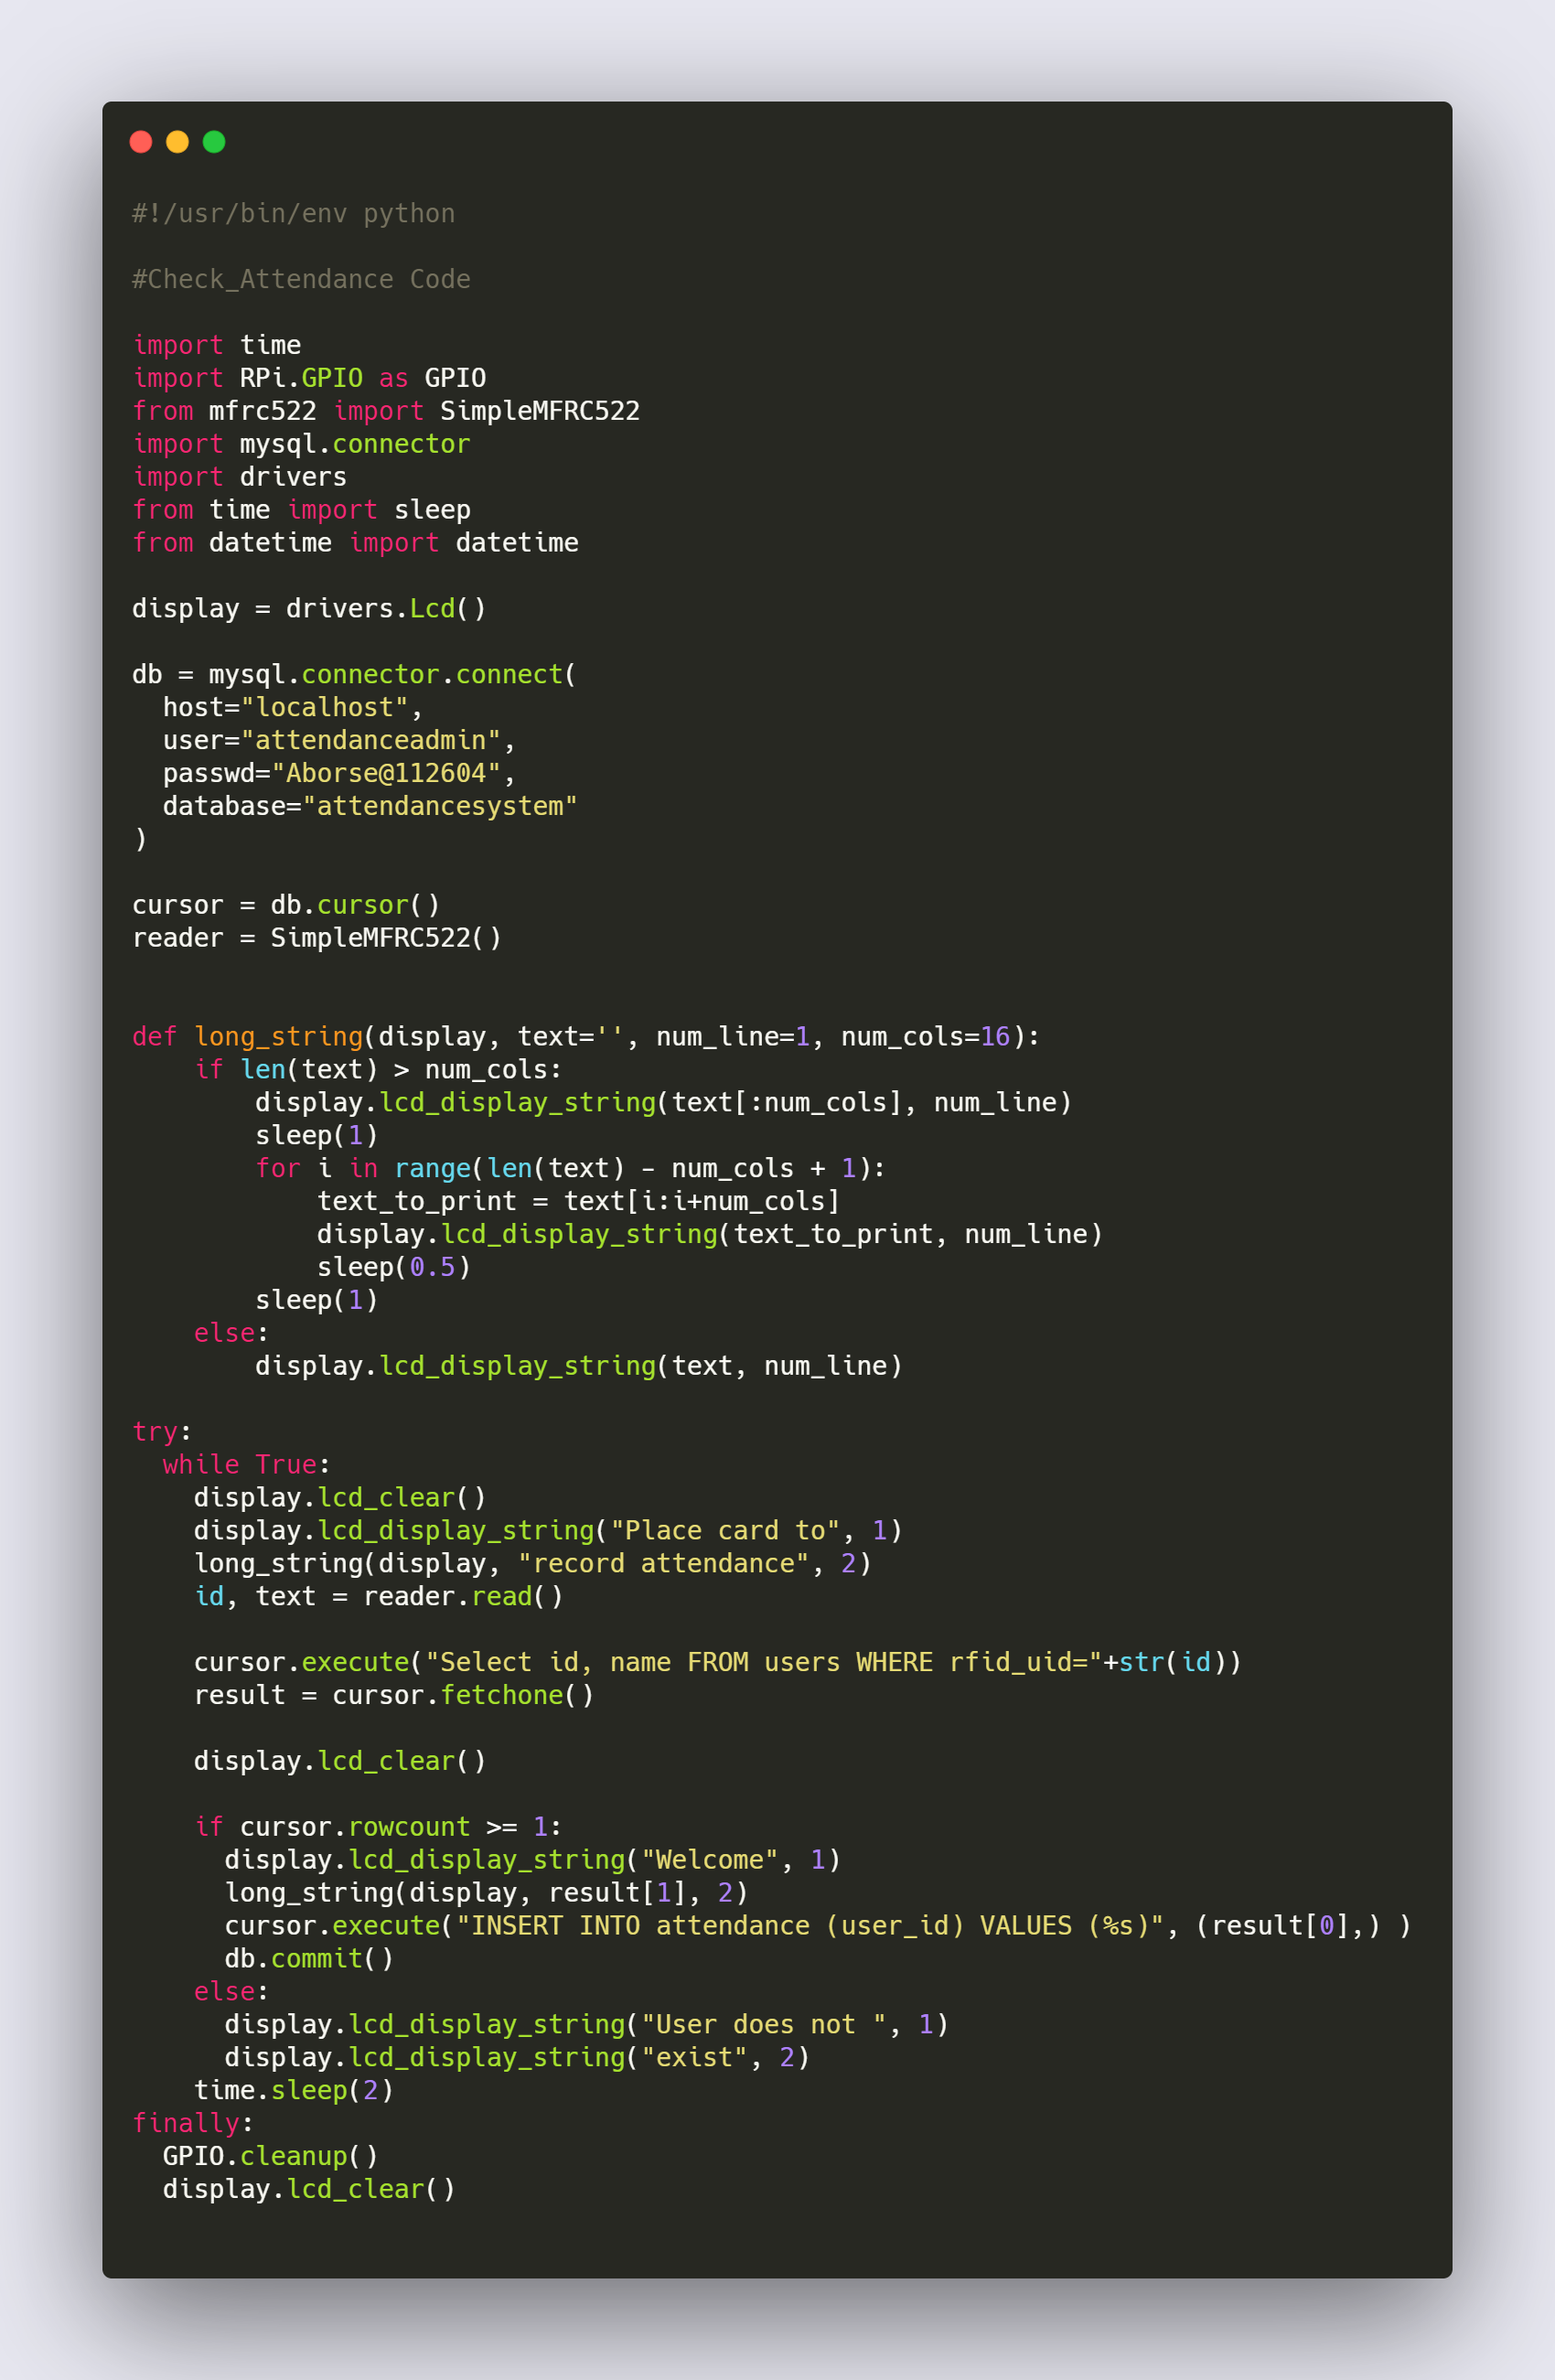 #!/usr/bin/env python
#Check_Attendance Code
import time
import RPi.GPIO as GPIO
from mfrc522 import SimpleMFRC522
import mysql.connector
import drivers
from time import sleep
from datetime import datetime
display = drivers.Lcd()
db = mysql.connector.connect(
  host="localhost",
  user="attendanceadmin",
  passwd="Aborse@112604",
  database="attendancesystem"
)
cursor = db.cursor()
reader = SimpleMFRC522()
def long_string(display, text='', num_line=1, num_cols=16):
    if len(text) > num_cols:
        display.lcd_display_string(text[:num_cols], num_line)
        sleep(1)
        for i in range(len(text) - num_cols + 1):
            text_to_print = text[i:i+num_cols]
            display.lcd_display_string(text_to_print, num_line)
            sleep(0.5)
        sleep(1)
    else:
        display.lcd_display_string(text, num_line)
try:
  while True:
    display.lcd_clear()
    display.lcd_display_string("Place card to", 1)
    long_string(display, "record attendance", 2)
    id, text = reader.read()
    cursor.execute("Select id, name FROM users WHERE rfid_uid="+str(id))
    result = cursor.fetchone()
    display.lcd_clear()
    if cursor.rowcount >= 1:
      display.lcd_display_string("Welcome", 1)
      long_string(display, result[1], 2)
      cursor.execute("INSERT INTO attendance (user_id) VALUES (%s)", (result[0],) )
      db.commit()
    else:
      display.lcd_display_string("User does not ", 1)
      display.lcd_display_string("exist", 2)
    time.sleep(2)
finally:
  GPIO.cleanup()
  display.lcd_clear()